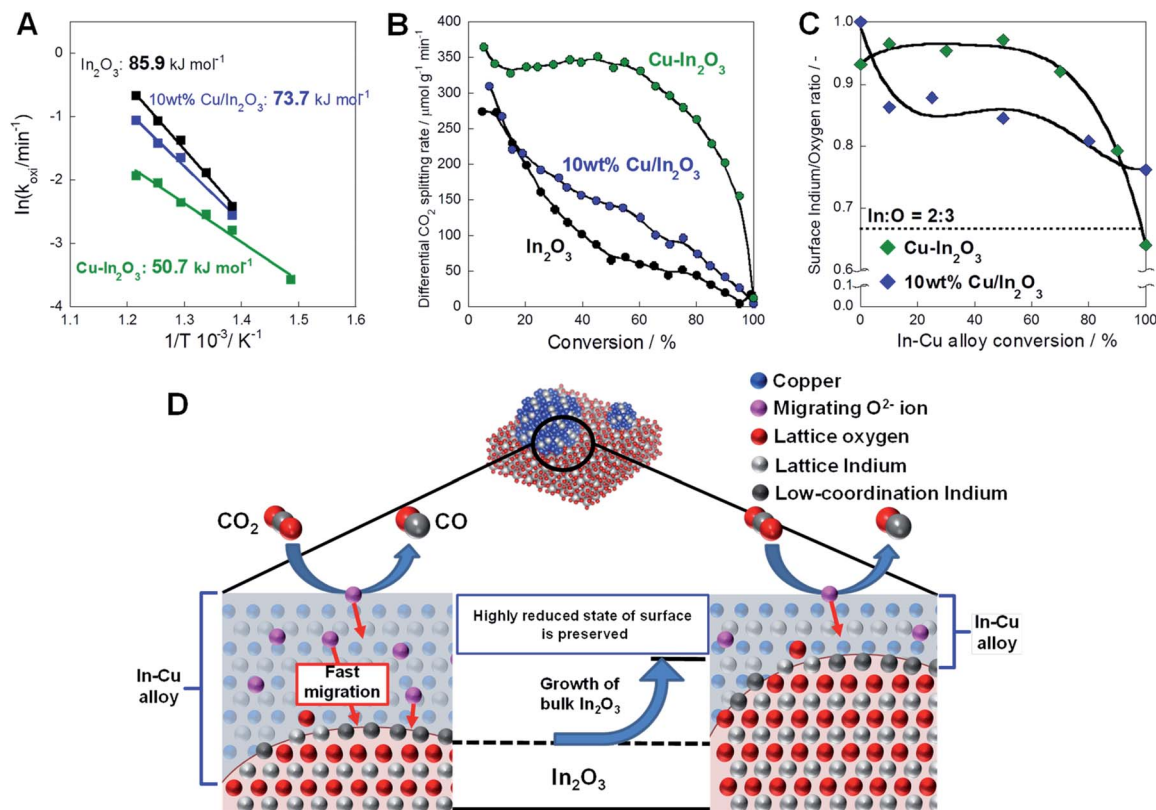 A
ln(k_oxi/min⁻¹)
0
-1
-2
-3
-4
In₂O₃: 85.9 kJ mol⁻¹
10wt% Cu/In₂O₃: 73.7 kJ mol⁻¹
Cu-In₂O₃: 50.7 kJ mol⁻¹
1.1 1.2 1.3 1.4 1.5 1.6
1/T 10⁻³/ K⁻¹
B
Differential CO₂ splitting rate / μmol g⁻¹ min⁻¹
400
350
300
250
200
150
100
50
0
Cu-In₂O₃
10wt% Cu/In₂O₃
In₂O₃
0 20 40 60 80 100
Conversion / %
C
Surface Indium/Oxygen ratio / -
1.0
0.9
0.8
0.7
0.6
0.1
0.0
In:O = 2:3
Cu-In₂O₃
10wt% Cu/In₂O₃
0 20 40 60 80 100
In-Cu alloy conversion / %
D
Copper
Migrating O²⁻ ion
Lattice oxygen
Lattice Indium
Low-coordination Indium
CO₂
CO
In-Cu
alloy
Fast
migration
Highly reduced state of surface
is preserved
Growth of
bulk In₂O₃
In₂O₃
In-Cu
alloy